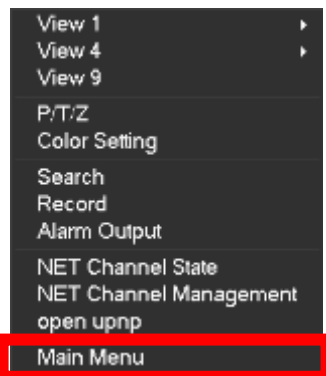 View 1
View 4
View 9
P/T/Z
Color Setting
Search
Record
Alarm Output
NET Channel State
NET Channel Management
open upnp
Main Menu